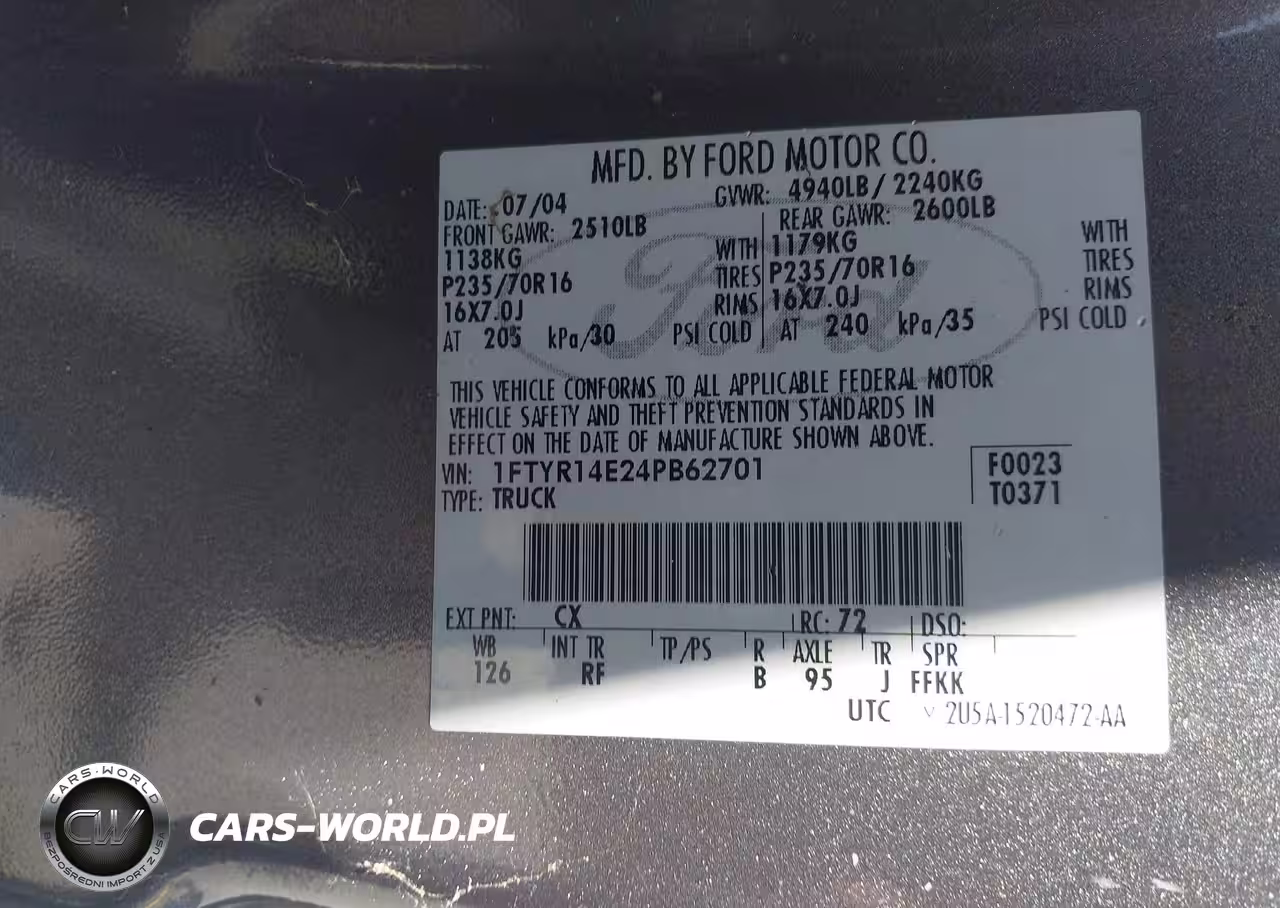 MFD. BY FORD MOTOR CO.
DATE: 07/04 GVWR: 4940LB / 2240KG
FRONT GAWR: 2510LB REAR GAWR: 2600LB
1138KG WITH 1179KG WITH
P235/70R16 TIRES P235/70R16 TIRES
16X7.0J RIMS 16X7.0J RIMS
AT 205 kPa/30 PSI COLD AT 240 kPa/35 PSI COLD
Ford
THIS VEHICLE CONFORMS TO ALL APPLICABLE FEDERAL MOTOR
VEHICLE SAFETY AND THEFT PREVENTION STANDARDS IN
EFFECT ON THE DATE OF MANUFACTURE SHOWN ABOVE.
VIN: 1FTYR14E24PB62701 F0023
TYPE: TRUCK T0371
EXT PNT: CX RC: 72 DSO:
WB INT TR TP/PS R AXLE TR SPR
126 RF B 95 J FFKK
UTC 2U5A-1520472-AA
CARS-WORLD
CW
BEZPOŚREDNI IMPORT Z USA
CARS-WORLD.PL